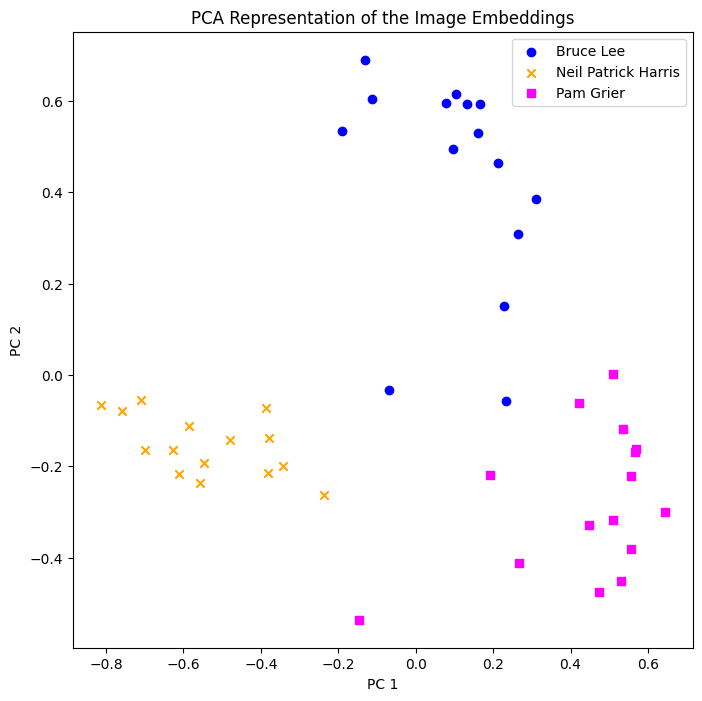 PCA Representation of the Image Embeddings
Bruce Lee
Neil Patrick Harris
Pam Grier
PC 2
0.6
0.4
0.2
0.0
−0.2
−0.4
−0.8
−0.6
−0.4
−0.2
0.0
0.2
0.4
0.6
PC 1